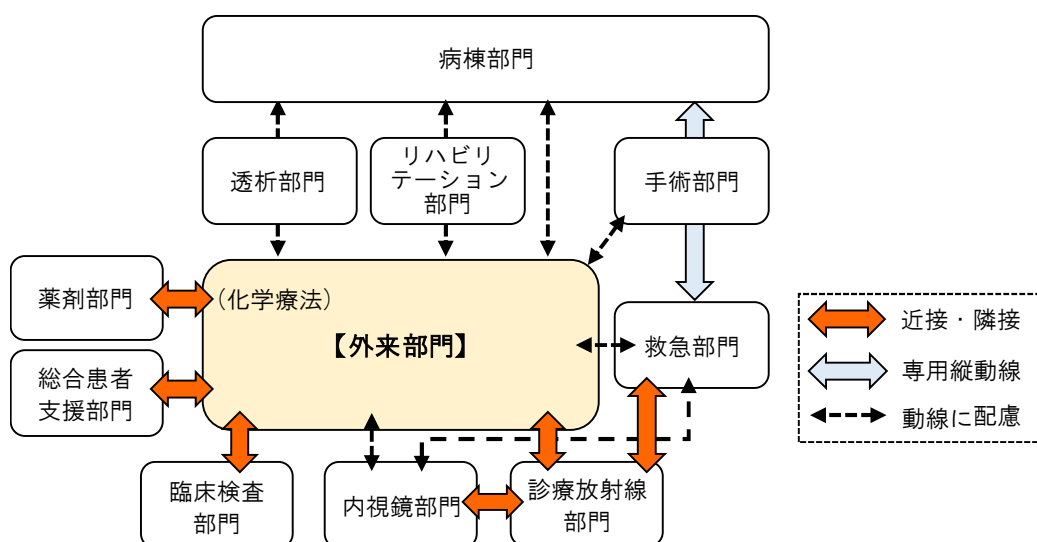 病棟部門
透析部門
リハビリ
テーション
部門
手術部門
薬剤部門
(化学療法)
【外来部門】
救急部門
総合患者
支援部門
臨床検査
部門
内視鏡部門
診療放射線
部門
近接・隣接
専用縦動線
動線に配慮